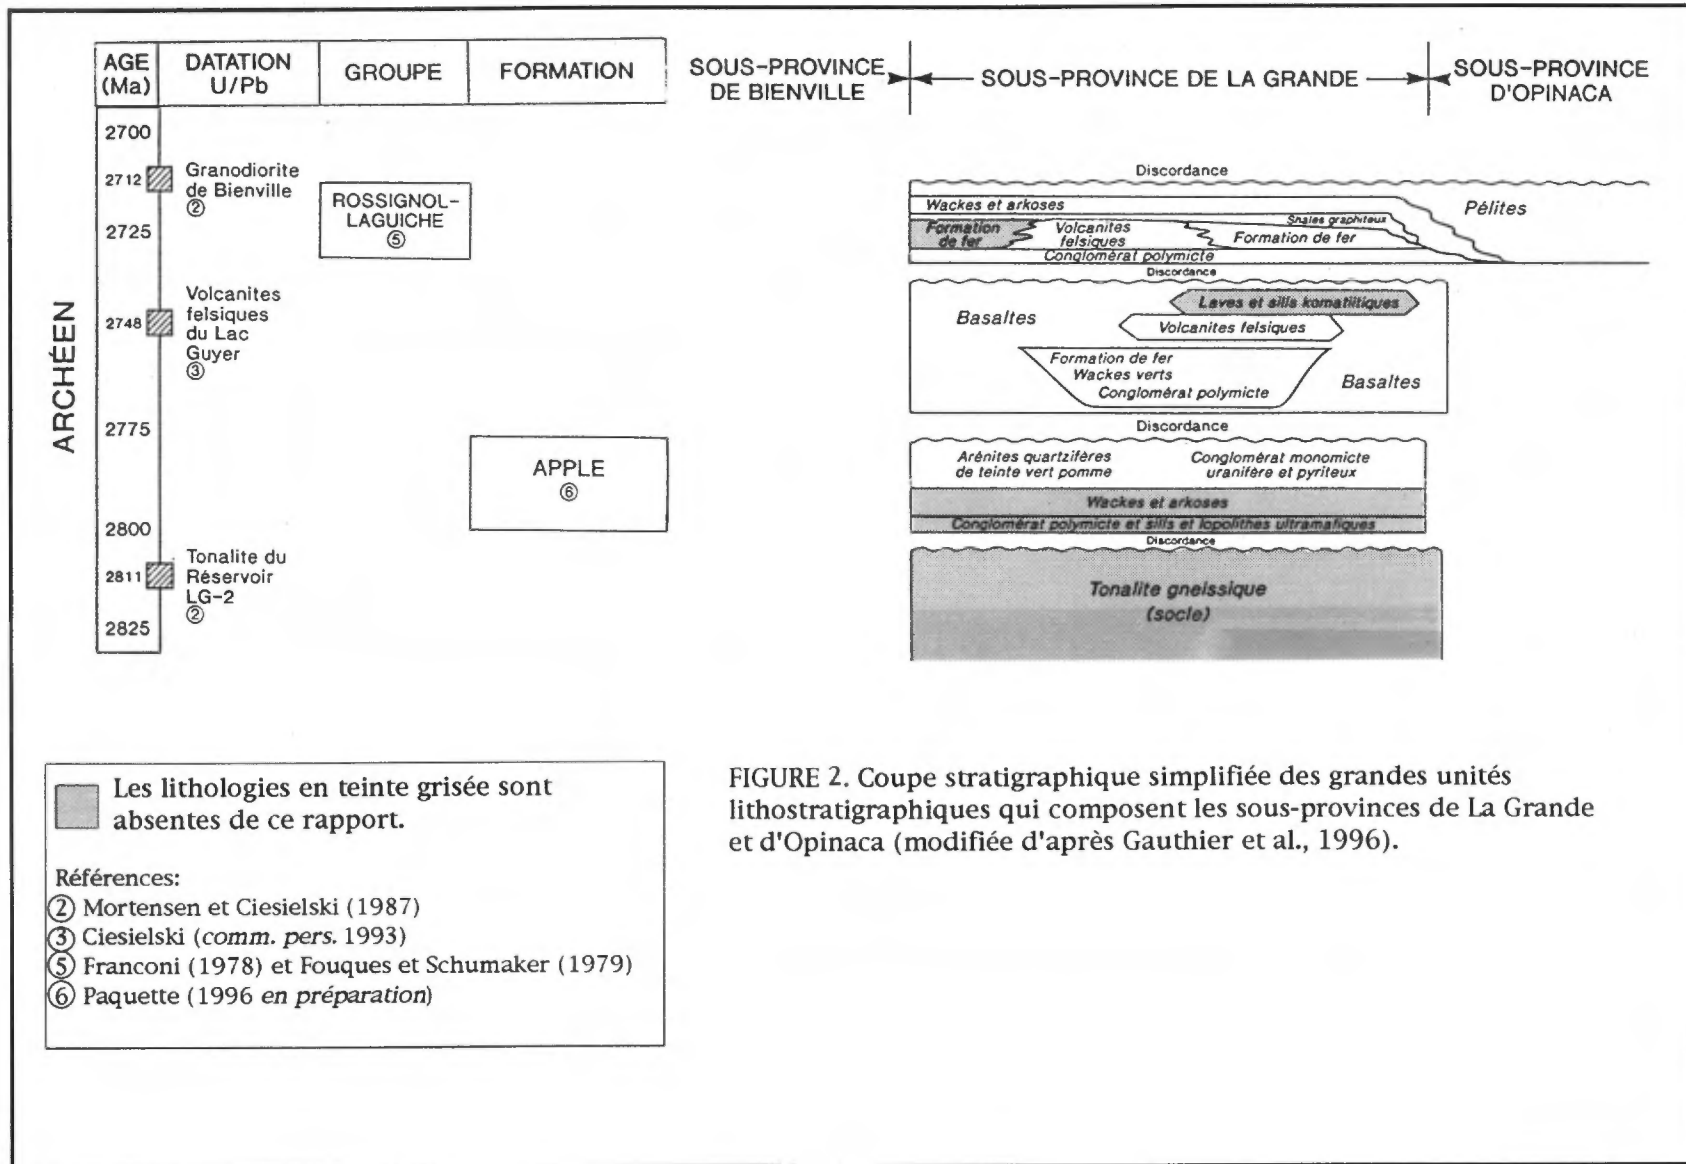 AGE
(Ma)
DATATION
U/Pb
GROUPE
FORMATION
SOUS-PROVINCE
DE BIENVILLE
SOUS-PROVINCE DE LA GRANDE
SOUS-PROVINCE
D'OPINACA
ARCHÉEN
2700
2712
2725
2748
2775
2800
2811
2825
Granodiorite
de Bienville
②
Volcanites
felsiques
du Lac
Guyer
③
Tonalite du
Réservoir
LG-2
②
ROSSIGNOL-
LAGUICHE
⑤
APPLE
⑥
Discordance
Wackes et arkoses
Shales graphiteux
Pélites
Formation
de fer
Volcanites
felsiques
Formation de fer
Conglomérat polymicte
Discordance
Laves et sills komatiitiques
Basaltes
Volcanites felsiques
Formation de fer
Wackes verts
Conglomérat polymicte
Basaltes
Discordance
Arénites quartzifères
de teinte vert pomme
Conglomérat monomicte
uranifère et pyriteux
Wackes et arkoses
Conglomérat polymicte et sills et lopolithes ultramafiques
Discordance
Tonalite gneissique
(socle)
Les lithologies en teinte grisée sont
absentes de ce rapport.
Références:
② Mortensen et Ciesielski (1987)
③ Ciesielski (comm. pers. 1993)
⑤ Franconi (1978) et Fouques et Schumaker (1979)
⑥ Paquette (1996 en préparation)
FIGURE 2. Coupe stratigraphique simplifiée des grandes unités
lithostratigraphiques qui composent les sous-provinces de La Grande
et d'Opinaca (modifiée d'après Gauthier et al., 1996).